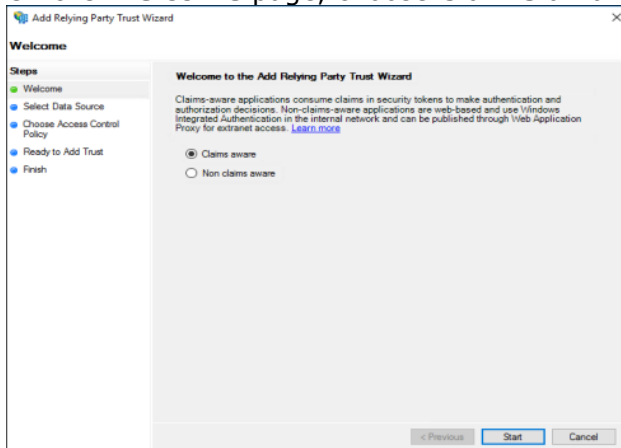 Add Relying Party Trust Wizard
Welcome
Steps
Welcome
Select Data Source
Choose Access Control
Policy
Ready to Add Trust
Finish
Welcome to the Add Relying Party Trust Wizard
Claims-aware applications consume claims in security tokens to make authentication and
authorization decisions. Non-claims-aware applications are web-based and use Windows
Integrated Authentication in the internal network and can be published through Web Application
Proxy for extranet access. Learn more
Claims aware
Non claims aware
< Previous
Start
Cancel